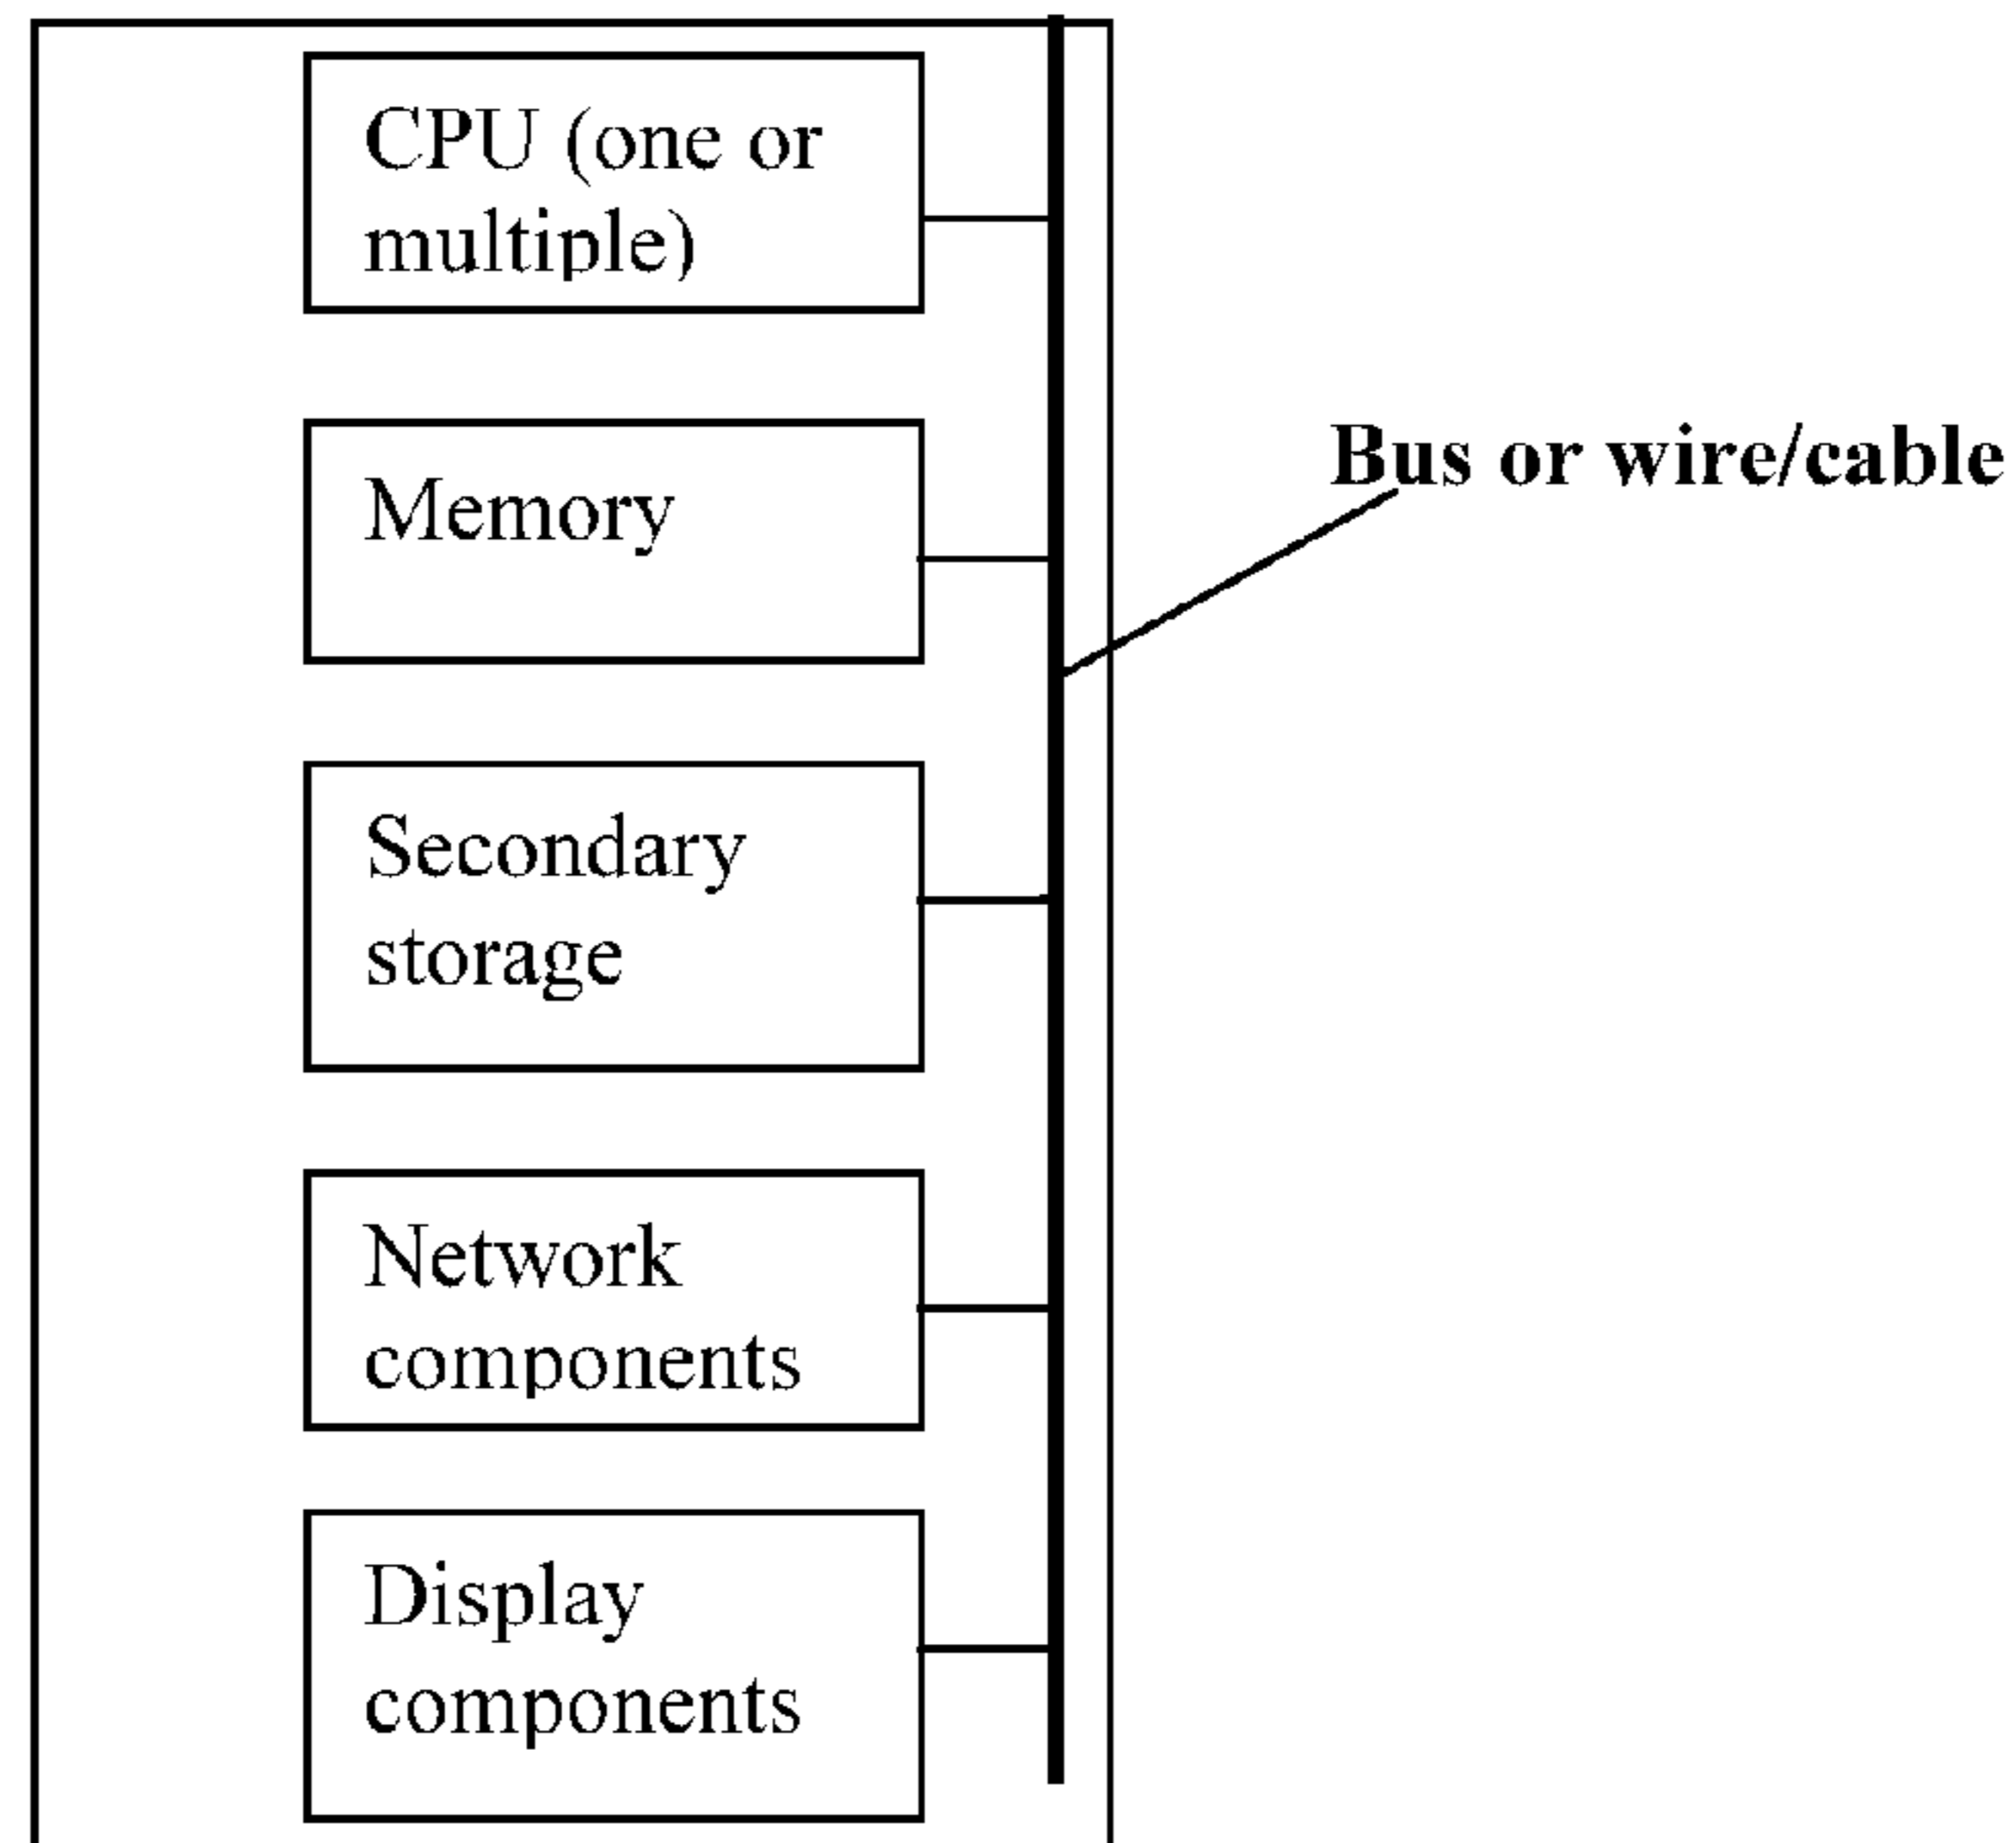 CPU (one or
multiple)
Memory
Bus or wire/cable
Secondary
storage
Network
components
Display
components